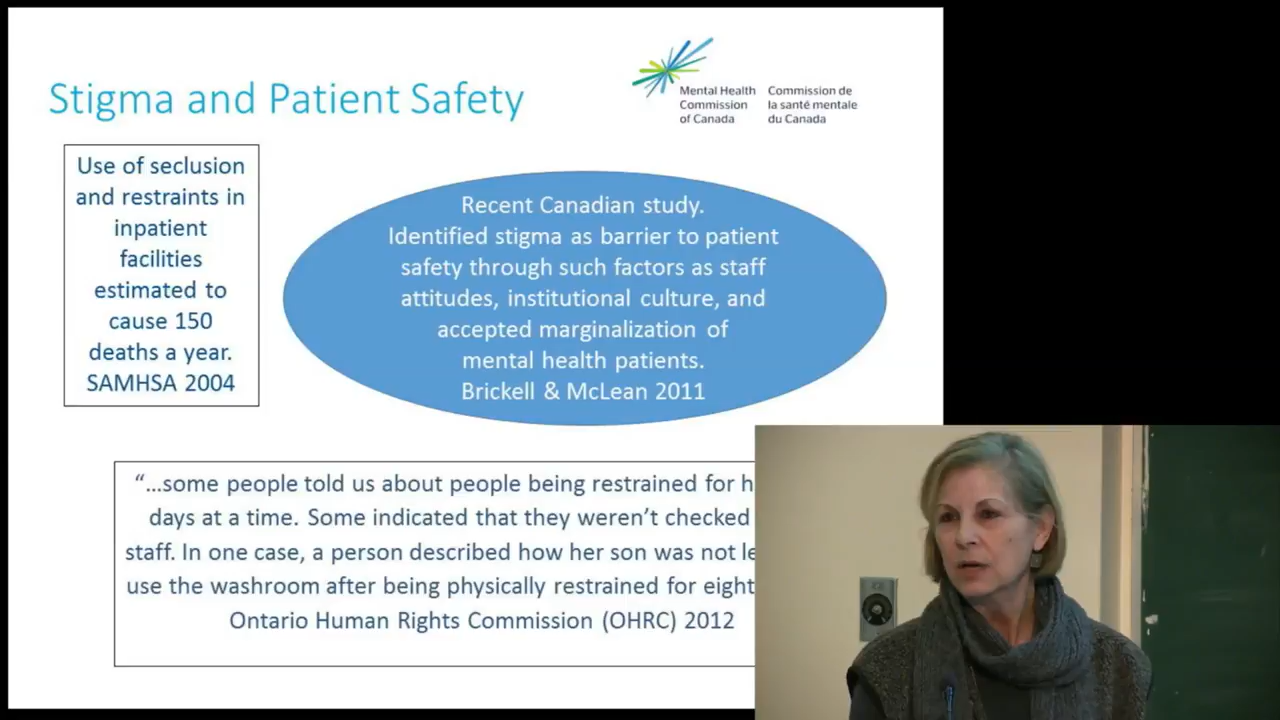 Stigma and Patient Safety
Mental Health
Commission
of Canada
Commission de
la santé mentale
du Canada
Use of seclusion
and restraints in
inpatient
facilities
estimated to
cause 150
deaths a year.
SAMHSA 2004
Recent Canadian study.
Identified stigma as barrier to patient
safety through such factors as staff
attitudes, institutional culture, and
accepted marginalization of
mental health patients.
Brickell & McLean 2011
“...some people told us about people being restrained for
days at a time. Some indicated that they weren’t checked
staff. In one case, a person described how her son was not
use the washroom after being physically restrained for eight
Ontario Human Rights Commission (OHRC) 2012